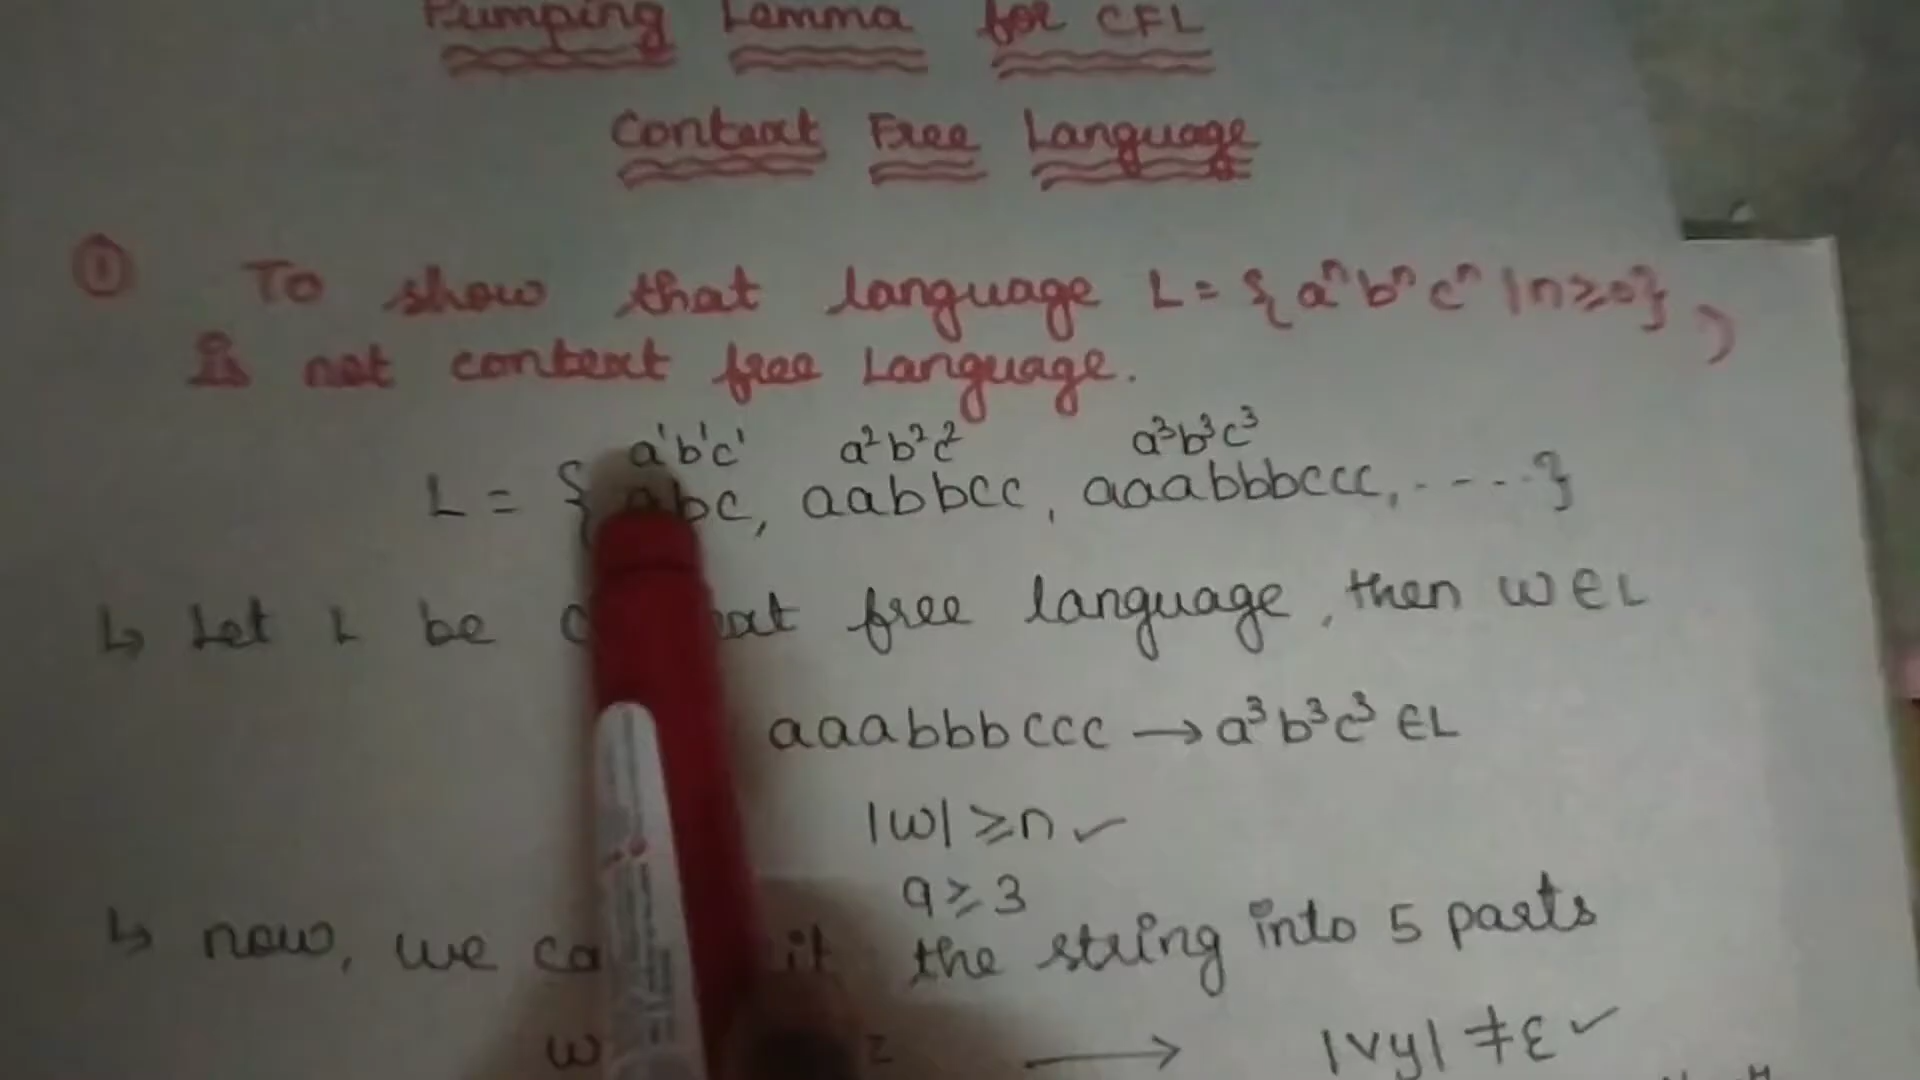 Pumping Lemma for CFL
Context Free Language
① To show that language L = { aⁿbⁿcⁿ | n≥0},
is not context free Language.
a¹b¹c¹ a²b²c² a³b³c³
L = { abc, aabbcc, aaabbbccc, ----}
↳ Let L be free language, then w∈L
aaabbbccc → a³b³c³ ∈L
|w| ≥n ✓
9≥3
↳ now, we the string into 5 parts
w z → |vy| ≠ε ✓